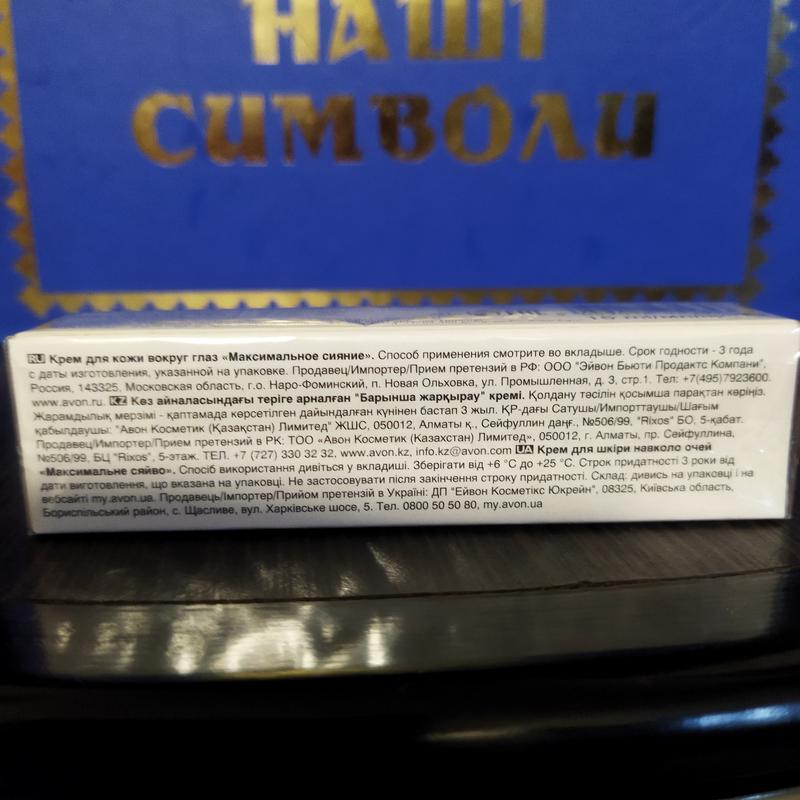 НАШІ
СИМВОЛИ
RU Крем для кожи вокруг глаз «Максимальное сияние». Способ применения смотрите во вкладыше. Срок годности - 3 года
с даты изготовления, указанной на упаковке. Продавец/Импортер/Прием претензий в РФ: ООО "Эйвон Бьюти Продактс Компани",
Россия, 143325, Московская область, г.о. Наро-Фоминский, п. Новая Ольховка, ул. Промышленная, д. 3, стр.1. Тел: +7(495)7923600.
www.avon.ru. KZ Көз айналасындағы теріге арналған "Барынша жарқырау" кремі. Қолдану тәсілін қосымша парақтан көріңіз.
Жарамдылық мерзімі - қаптамада көрсетілген дайындалған күнінен бастап 3 жыл. ҚР-дағы Сатушы/Импорттаушы/Шағым
қабылдаушы: "Авон Косметик (Қазақстан) Лимитед" ЖШС, 050012, Алматы қ., Сейфуллин даңғ., №506/99, "Rixos" БО, 5-қабат.
Продавец/Импортер/Прием претензий в РК: ТОО «Авон Косметик (Казахстан) Лимитед», 050012, г. Алматы, пр. Сейфуллина,
№506/99. БЦ "Rixos", 5-этаж. ТЕЛ. +7 (727) 330 32 32, www.avon.kz, info.kz@avon.com UA Крем для шкіри навколо очей
«Максимальне сяйво». Спосіб використання дивіться у вкладиші. Зберігати від +6 °C до +25 °C. Строк придатності 3 роки від
дати виготовлення, що вказана на упаковці. Не застосовувати після закінчення строку придатності. Склад: дивись на упаковці і на
вебсайті my.avon.ua. Продавець/Імпортер/Прийом претензій в Україні: ДП "Ейвон Косметікс Юкрейн", 08325, Київська область,
Бориспільський район, с. Щасливе, вул. Харківське шосе, 5. Тел. 0800 50 50 80, my.avon.ua